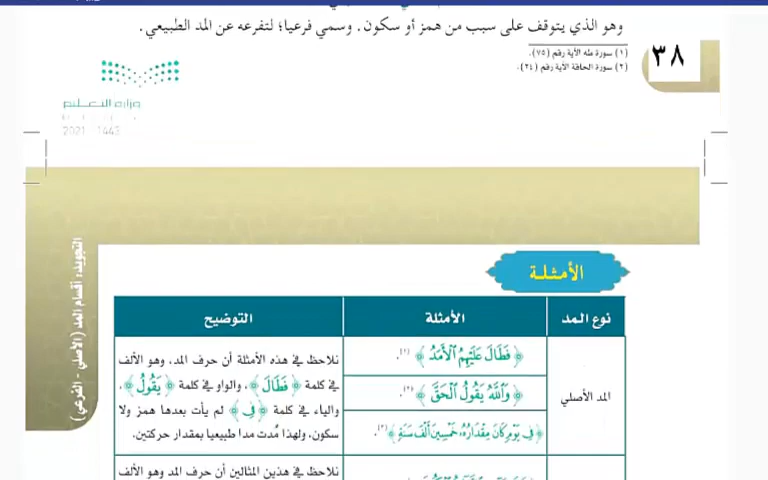 وهو الذي يتوقف على سبب من همز أو سكون. وسمي فرعيا؛ لتفرعه عن المد الطبيعي.
(١) سورة طه الآية رقم (٧٥).
(٢) سورة الحاقة الآية رقم (٢٤).
٣٨
وزارة التعليم
2021 - 1443
التجويد، أقسام المد (الأصلي - الفرعي)
الأمثلة
نوع المد
الأمثلة
التوضيح
المد الأصلي
﴿فَطَالَ عَلَيْهِمُ الْأَمَدُ﴾ (١).
﴿وَاللَّهُ يَقُولُ الْحَقَّ﴾ (٢).
﴿فِي يَوْمٍ كَانَ مِقْدَارُهُ خَمْسِينَ أَلْفَ سَنَةٍ﴾ (٣).
نلاحظ في هذه الأمثلة أن حرف المد، وهو الألف
في كلمة ﴿فَطَالَ﴾، والواو في كلمة ﴿يَقُولُ﴾،
والياء في كلمة ﴿فِي﴾ لم يأت بعدها همز ولا
سكون، ولهذا مُدت مدا طبيعيا بمقدار حركتين.
نلاحظ في هذين المثالين أن حرف المد وهو الألف